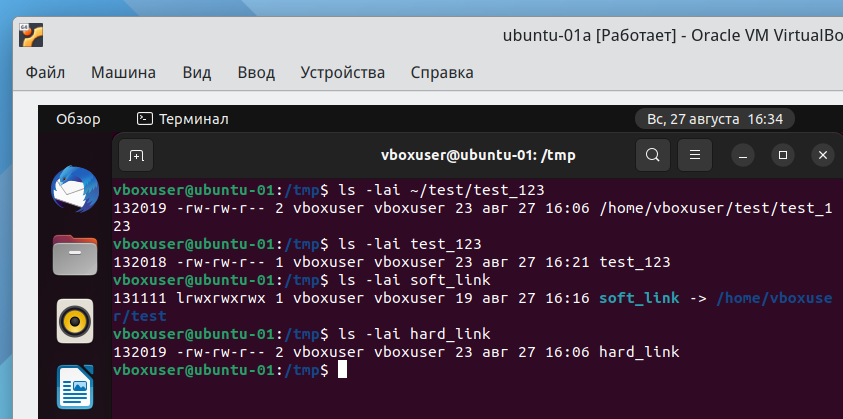 ubuntu-01a [Работает] - Oracle VM VirtualBo
Файл Машина Вид Ввод Устройства Справка
Обзор Терминал Вс, 27 августа 16:34
vboxuser@ubuntu-01: /tmp
vboxuser@ubuntu-01:/tmp$ ls -lai ~/test/test_123
132019 -rw-rw-r-- 2 vboxuser vboxuser 23 авг 27 16:06 /home/vboxuser/test/test_1
23
vboxuser@ubuntu-01:/tmp$ ls -lai test_123
132018 -rw-rw-r-- 1 vboxuser vboxuser 23 авг 27 16:21 test_123
vboxuser@ubuntu-01:/tmp$ ls -lai soft_link
131111 lrwxrwxrwx 1 vboxuser vboxuser 19 авг 27 16:16 soft_link -> /home/vboxuse
r/test
vboxuser@ubuntu-01:/tmp$ ls -lai hard_link
132019 -rw-rw-r-- 2 vboxuser vboxuser 23 авг 27 16:06 hard_link
vboxuser@ubuntu-01:/tmp$